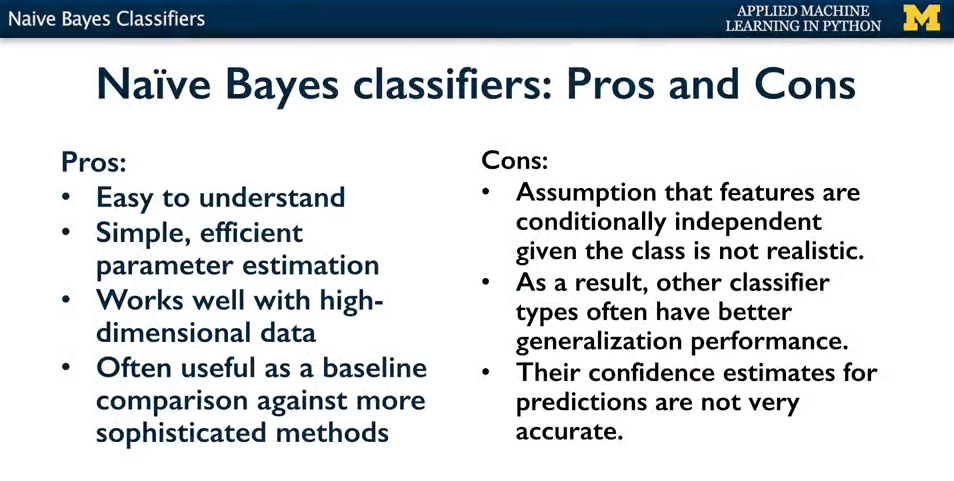 Naive Bayes Classifiers
APPLIED MACHINE
LEARNING IN PYTHON
M
Naïve Bayes classifiers: Pros and Cons
Pros:
• Easy to understand
• Simple, efficient
parameter estimation
• Works well with high-
dimensional data
• Often useful as a baseline
comparison against more
sophisticated methods
Cons:
• Assumption that features are
conditionally independent
given the class is not realistic.
• As a result, other classifier
types often have better
generalization performance.
• Their confidence estimates for
predictions are not very
accurate.